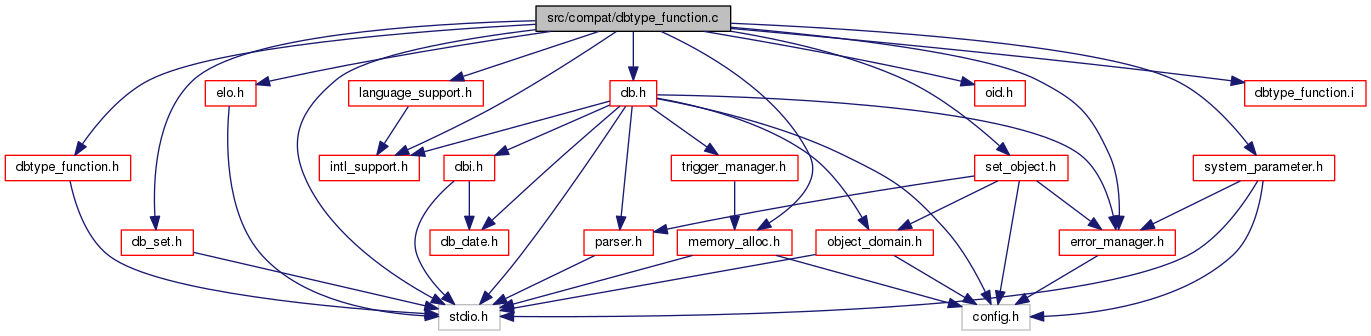 src/compat/dbtype_function.c
elo.h
language_support.h
db.h
oid.h
dbtype_function.i
dbtype_function.h
intl_support.h
dbi.h
trigger_manager.h
set_object.h
system_parameter.h
db_set.h
db_date.h
parser.h
memory_alloc.h
object_domain.h
error_manager.h
stdio.h
config.h